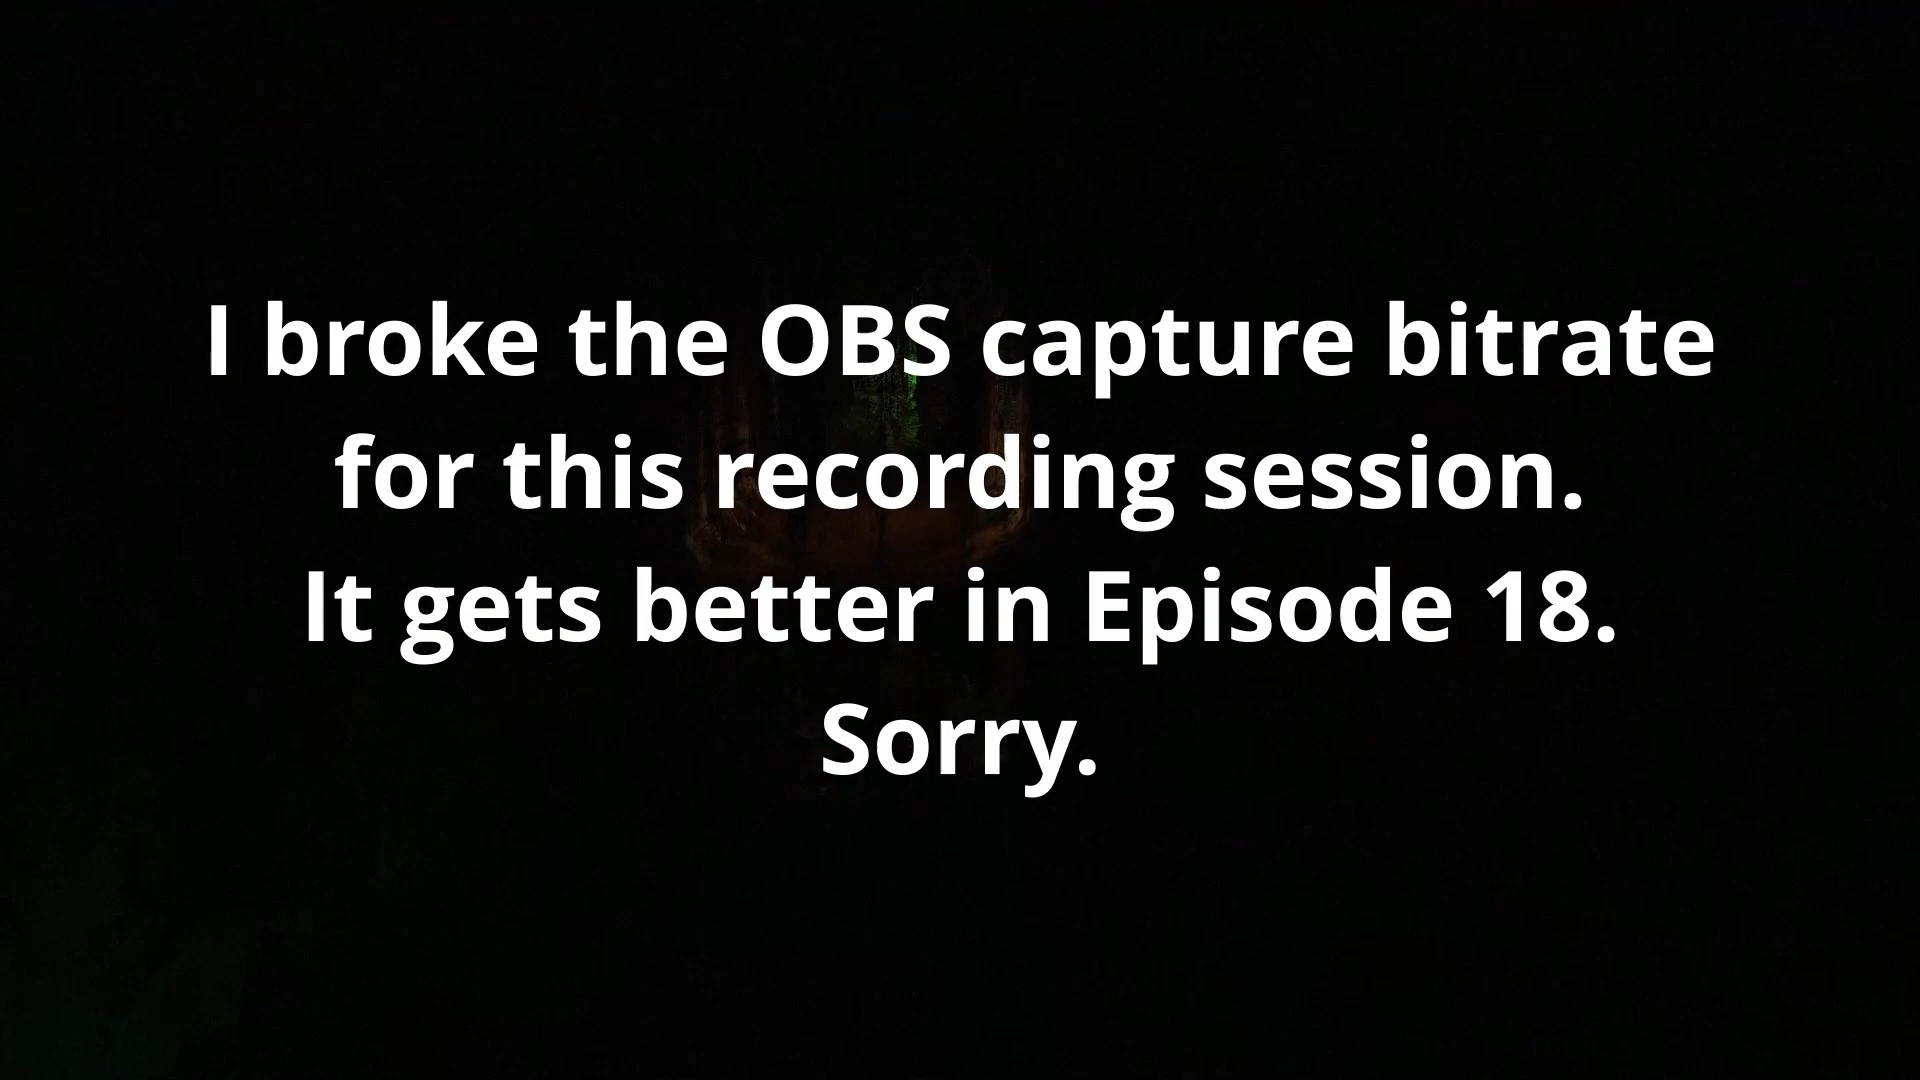 I broke the OBS capture bitrate
for this recording session.
It gets better in Episode 18.
Sorry.